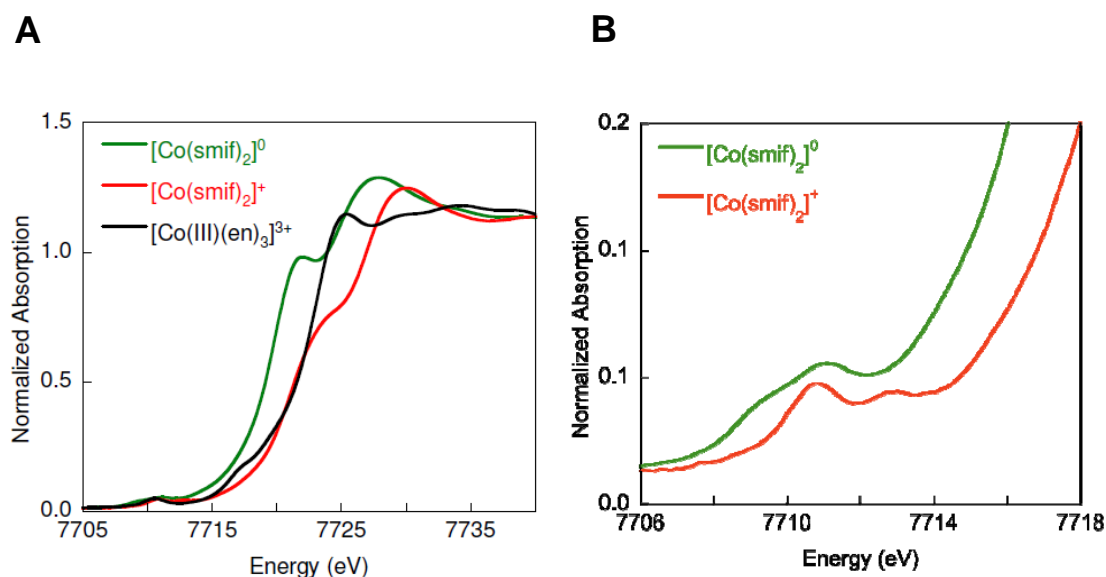 A
B
1.5
[Co(smif)2]0
[Co(smif)2]+
[Co(III)(en)3]3+
1.0
0.5
0.0
7705 7715 7725 7735
Normalized Absorption
Energy (eV)
0.2
[Co(smif)2]0
[Co(smif)2]+
0.1
0.1
0.0
7706 7710 7714 7718
Normalized Absorption
Energy (eV)